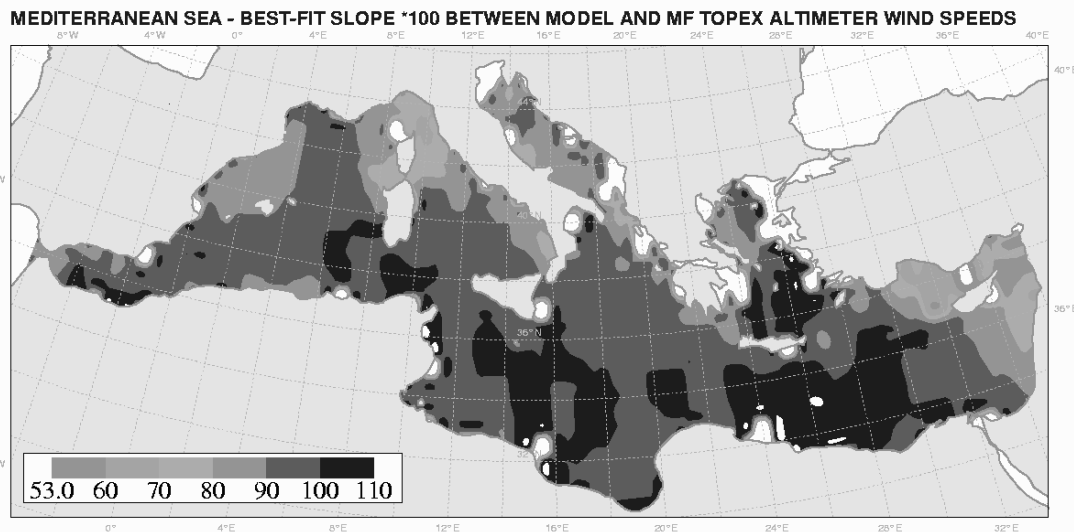 MEDITERRANEAN SEA - BEST-FIT SLOPE *100 BETWEEN MODEL AND MF TOPEX ALTIMETER WIND SPEEDS
8°W 4°W 0° 4°E 8°E 12°E 16°E 20°E 24°E 28°E 32°E 36°E 40°E
40°
40° N
36°
36°N
53.0 60 70 80 90 100 110
0° 4°E 8°E 12°E 16°E 20°E 24°E 28°E 32°E